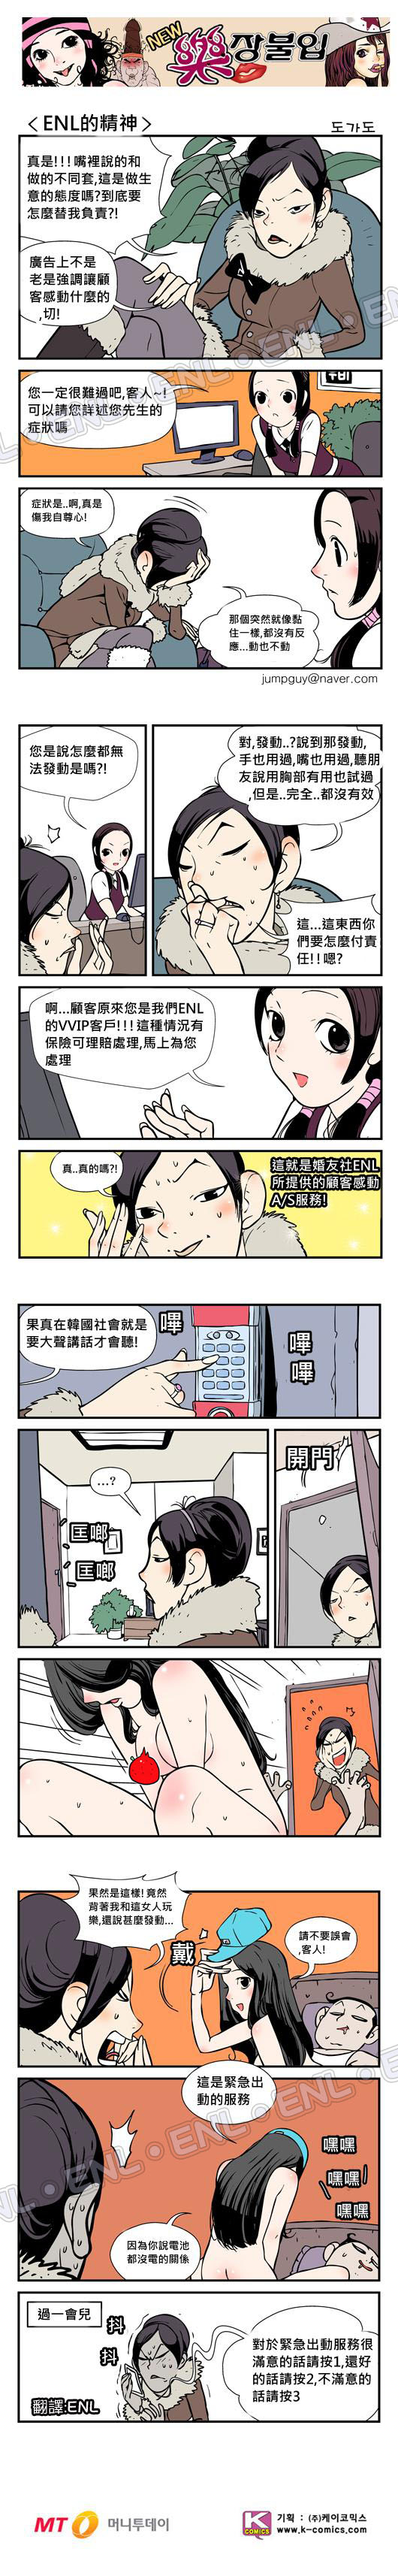 NEW 樂 장불입
<ENL的精神>
도가도
真是!!!嘴裡說的和
做的不同套,這是做生
意的態度嗎?到底要
怎麼替我負責?!
廣告上不是
老是強調讓顧
客感動什麼的
,切!
您一定很難過吧,客人~!
可以請您詳述您先生的
症狀嗎
症狀是..啊,真是
傷我自尊心!
那個突然就像黏
住一樣,都沒有反
應...動也不動
jumpguy@naver.com
您是說怎麼都無
法發動是嗎?!
對,發動..?說到那發動,
手也用過,嘴也用過,聽朋
友說用胸部有用也試過
,但是..完全..都沒有效
這...這東西你
們要怎麼付責
任!!嗯?
啊...顧客原來您是我們ENL
的VVIP客戶!!!這種情況有
保險可理賠處理,馬上為您
處理
真..真的嗎?!
這就是婚友社ENL
所提供的顧客感動
A/S服務!
果真在韓國社會就是
要大聲講話才會聽!
嗶
嗶
嗶
...?
匡啷
匡啷
開門
果然是這樣!竟然
背著我和這女人玩
樂,還說甚麼發動...
戴
請不要誤會
,客人!
這是緊急出
動的服務
嘿嘿
嘿嘿
嘿嘿
因為你說電池
都沒電的關係
過一會兒
抖
抖
對於緊急出動服務很
滿意的話請按1,還好
的話請按2,不滿意的
話請按3
翻譯:ENL
MT 머니투데이
K COMICS
기획 : (주)케이코믹스
www.k-comics.com
ENL • ENL • ENL • ENL
ENL • ENL • ENL • ENL